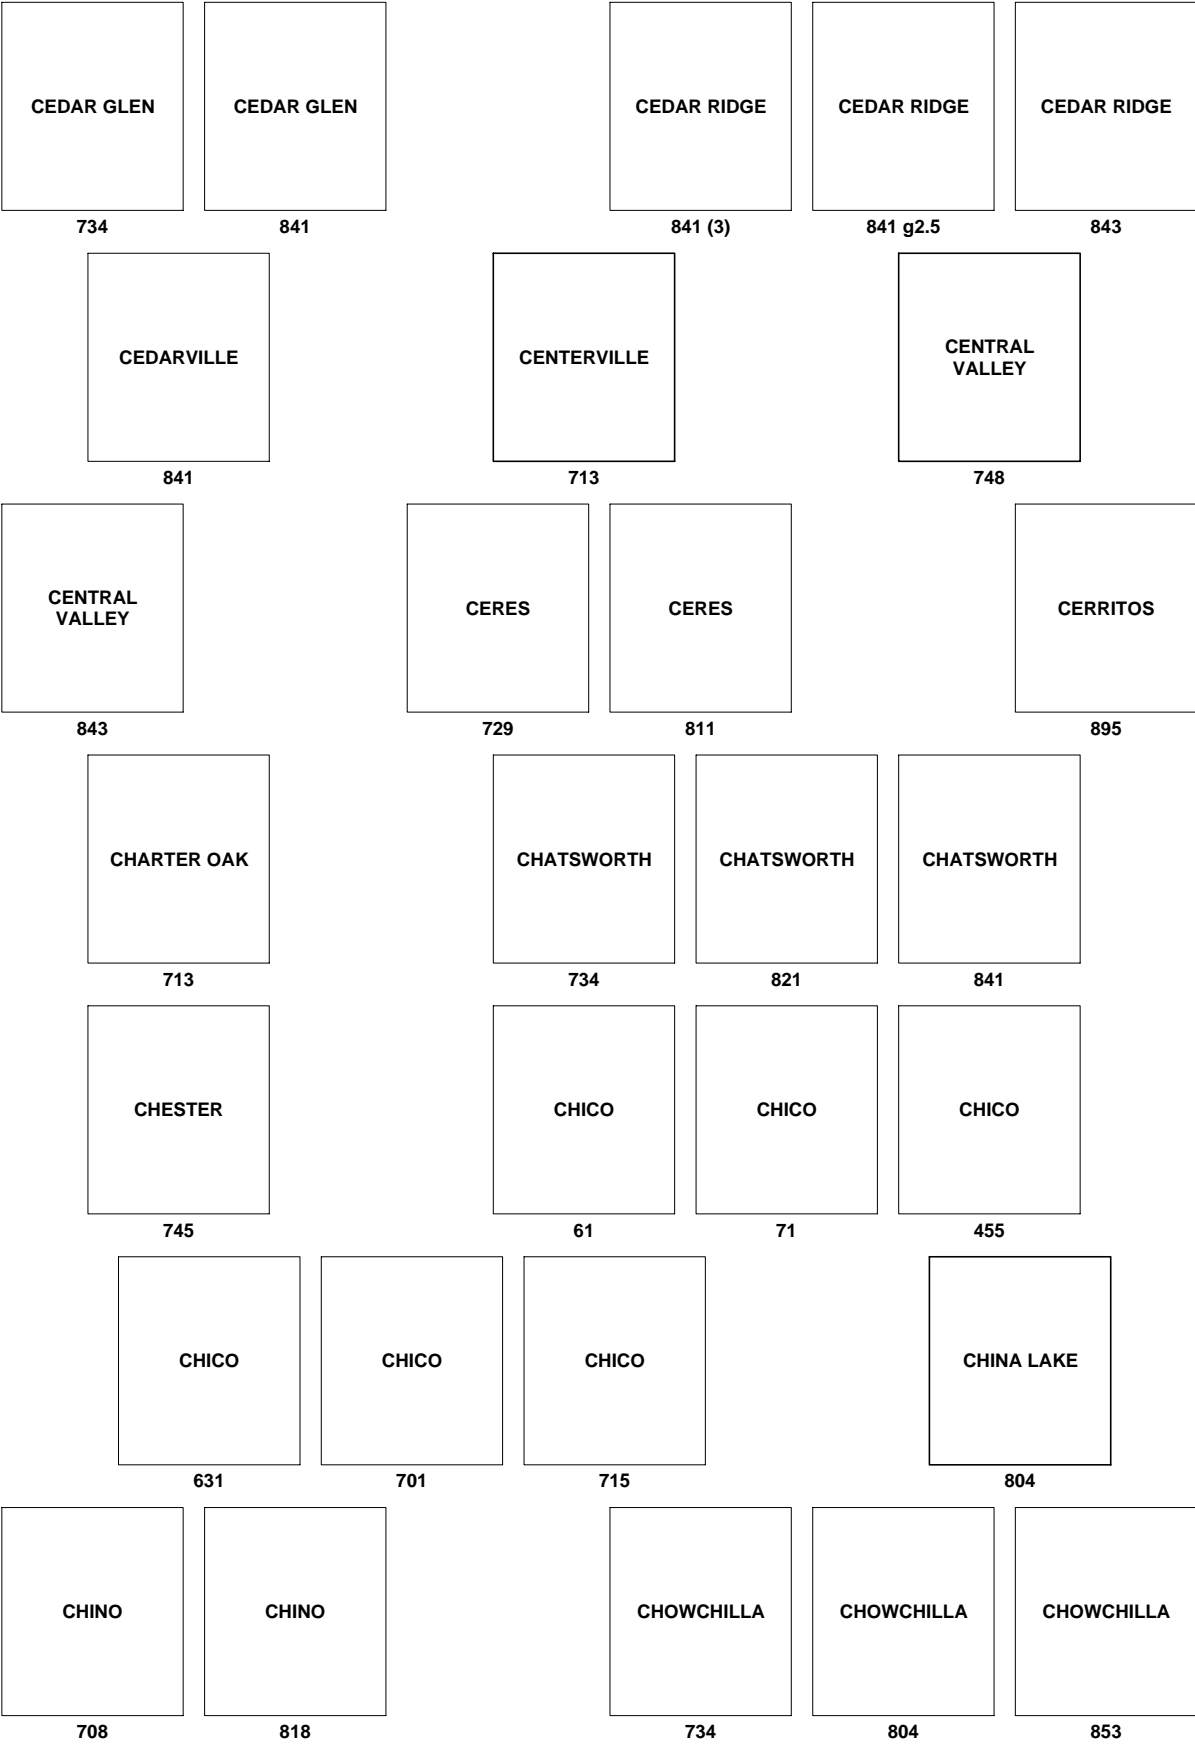 CEDAR GLEN
CEDAR GLEN
CEDAR RIDGE
CEDAR RIDGE
CEDAR RIDGE
734
841
841 (3)
841 g2.5
843
CEDARVILLE
CENTERVILLE
CENTRAL
VALLEY
841
713
748
CENTRAL
VALLEY
CERES
CERES
CERRITOS
843
729
811
895
CHARTER OAK
CHATSWORTH
CHATSWORTH
CHATSWORTH
713
734
821
841
CHESTER
CHICO
CHICO
CHICO
745
61
71
455
CHICO
CHICO
CHICO
CHINA LAKE
631
701
715
804
CHINO
CHINO
CHOWCHILLA
CHOWCHILLA
CHOWCHILLA
708
818
734
804
853